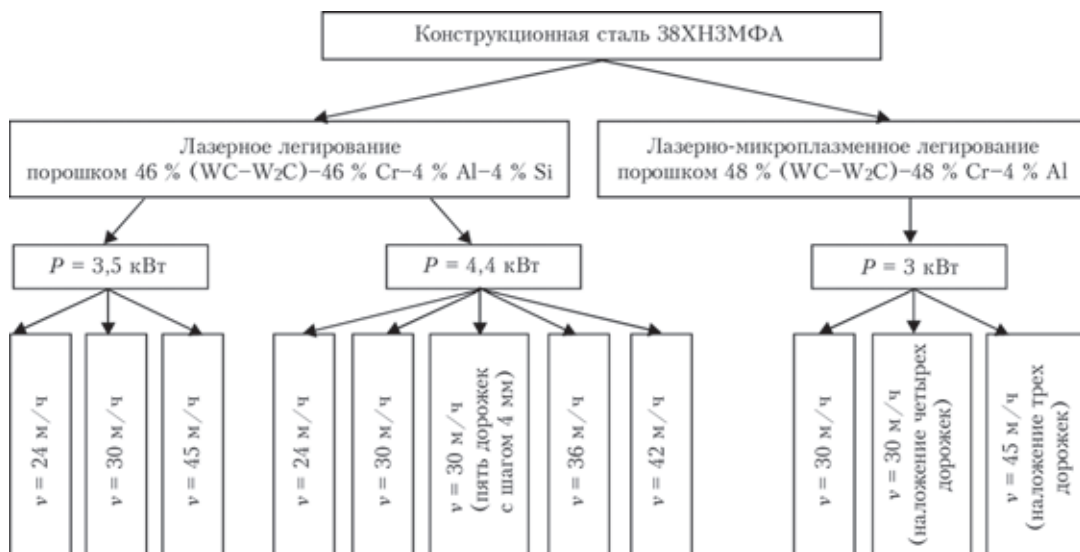 Конструкционная сталь 38ХН3МФА
Лазерное легирование
порошком 46 % (WC–W₂C)–46 % Cr–4 % Al–4 % Si
Лазерно-микроплазменное легирование
порошком 48 % (WC–W₂C)–48 % Cr–4 % Al
P = 3,5 кВт
P = 4,4 кВт
P = 3 кВт
v = 24 м/ч
v = 30 м/ч
v = 45 м/ч
v = 24 м/ч
v = 30 м/ч
v = 30 м/ч
(пять дорожек
с шагом 4 мм)
v = 36 м/ч
v = 42 м/ч
v = 30 м/ч
v = 30 м/ч
(наложение четырех
дорожек)
v = 45 м/ч
(наложение трех
дорожек)